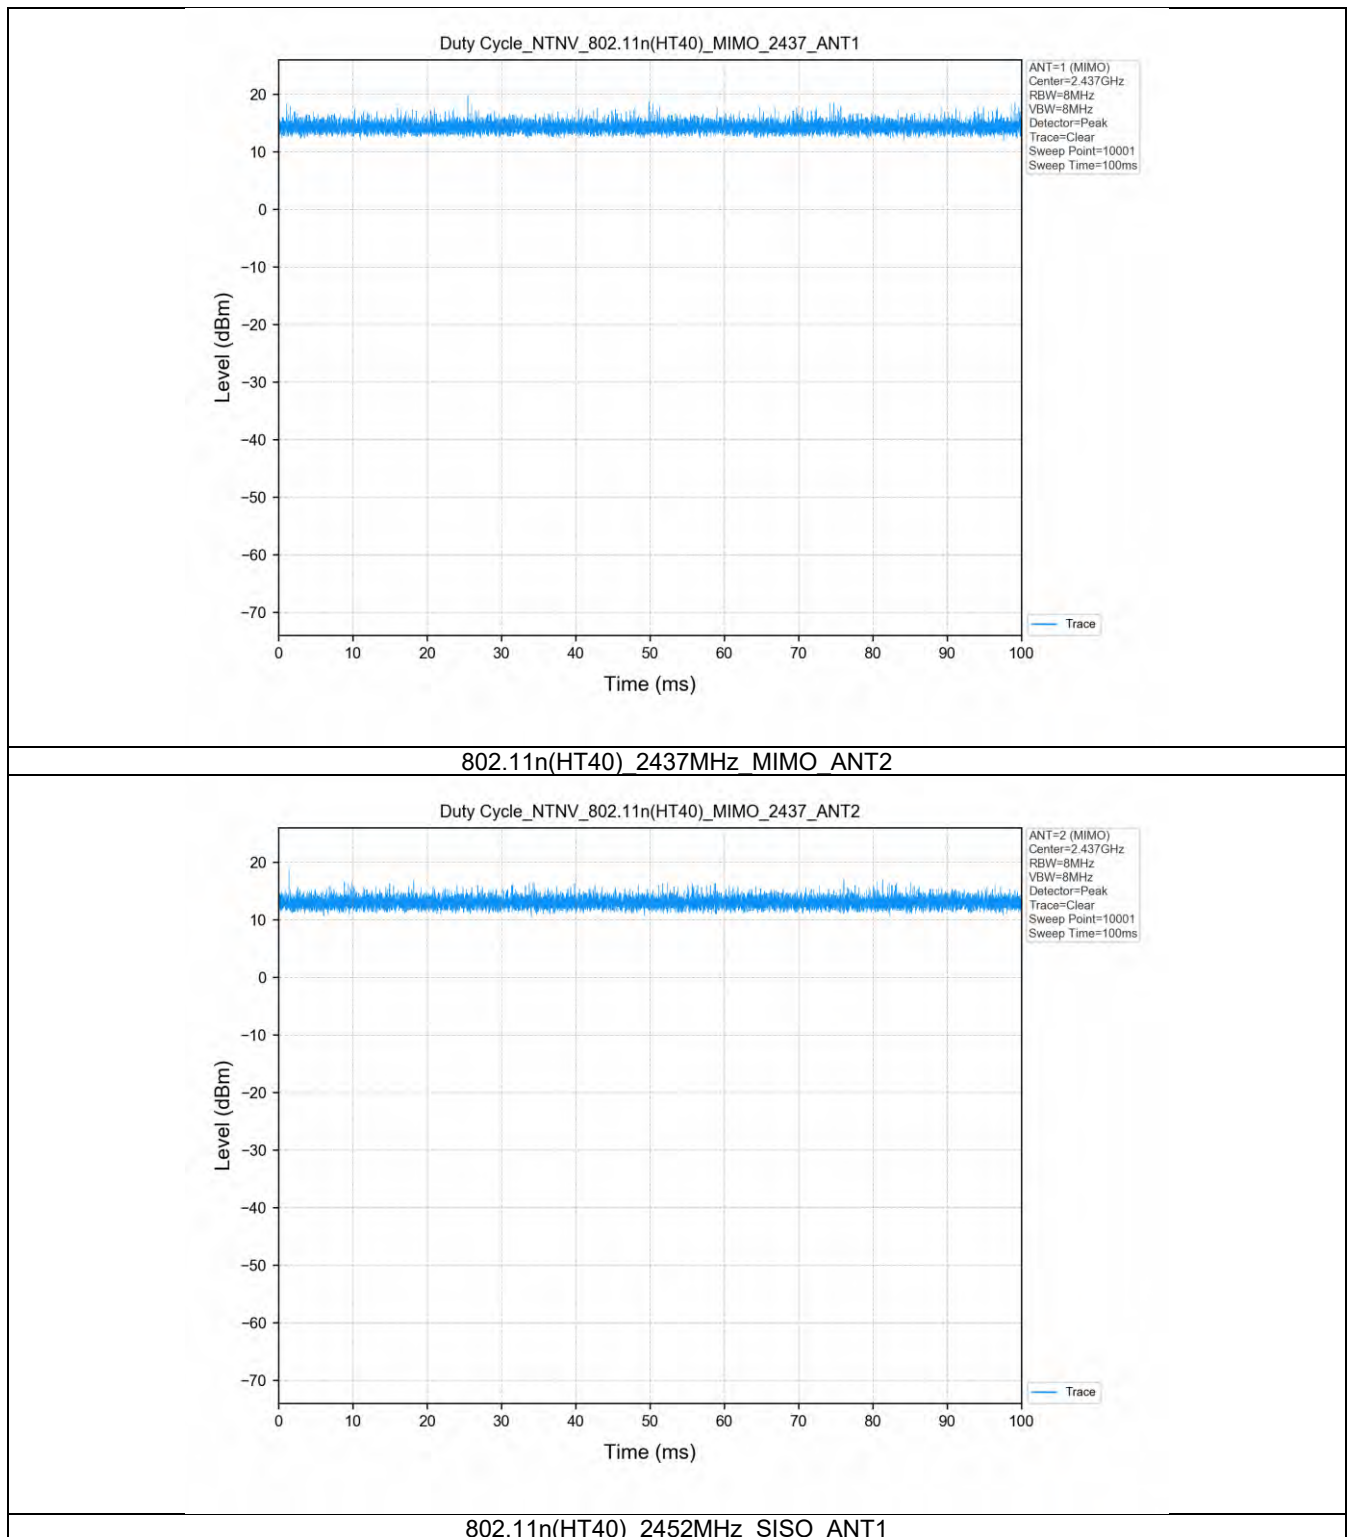 Duty Cycle_NTNV_802.11n(HT40)_MIMO_2437_ANT1
ANT=1 (MIMO)
Center=2.437GHz
RBW=8MHz
VBW=8MHz
Detector=Peak
Trace=Clear
Sweep Point=10001
Sweep Time=100ms
20
10
0
−10
−20
−30
−40
−50
−60
−70
Level (dBm)
Trace
0 10 20 30 40 50 60 70 80 90 100
Time (ms)
802.11n(HT40)_2437MHz_MIMO_ANT2
Duty Cycle_NTNV_802.11n(HT40)_MIMO_2437_ANT2
ANT=2 (MIMO)
Center=2.437GHz
RBW=8MHz
VBW=8MHz
Detector=Peak
Trace=Clear
Sweep Point=10001
Sweep Time=100ms
20
10
0
−10
−20
−30
−40
−50
−60
−70
Level (dBm)
Trace
0 10 20 30 40 50 60 70 80 90 100
Time (ms)
802.11n(HT40)_2452MHz_SISO_ANT1